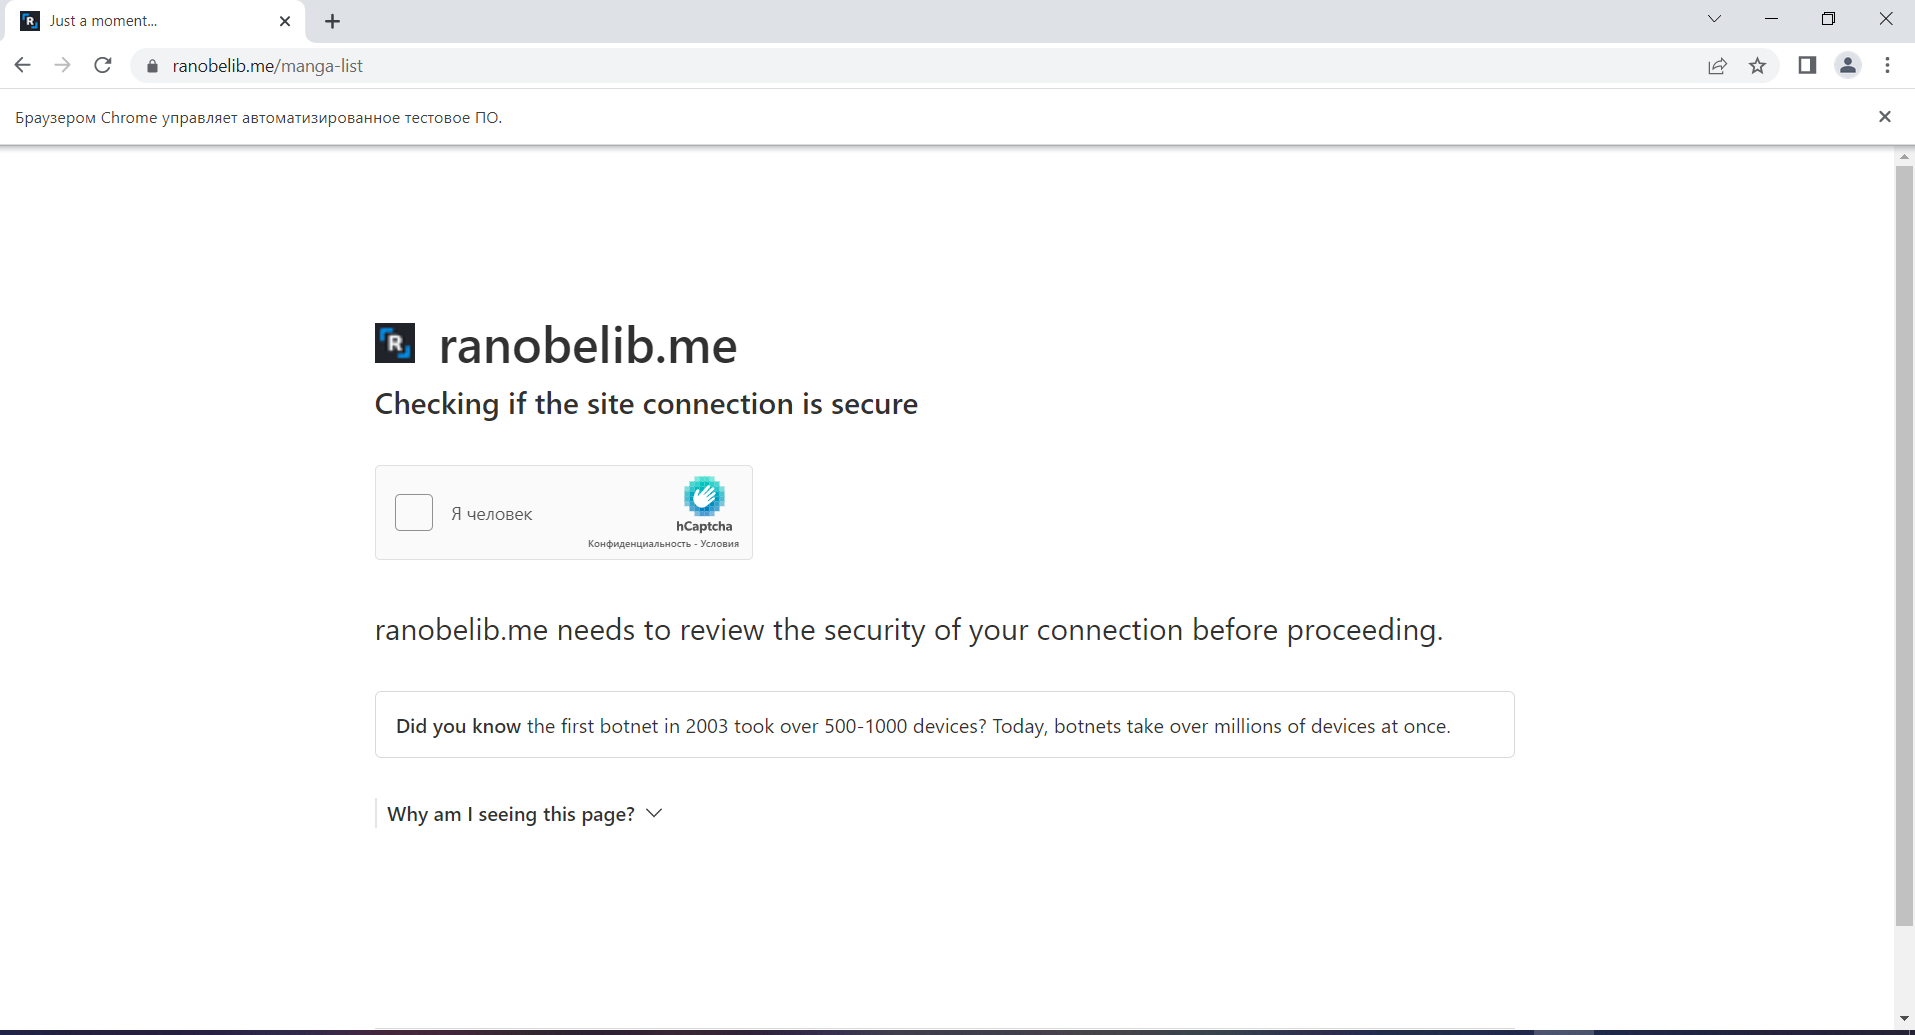 Just a moment...
ranobelib.me/manga-list
Браузером Chrome управляет автоматизированное тестовое ПО.
R
ranobelib.me
Checking if the site connection is secure
Я человек
hCaptcha
Конфиденциальность - Условия
ranobelib.me needs to review the security of your connection before proceeding.
Did you know the first botnet in 2003 took over 500-1000 devices? Today, botnets take over millions of devices at once.
Why am I seeing this page?